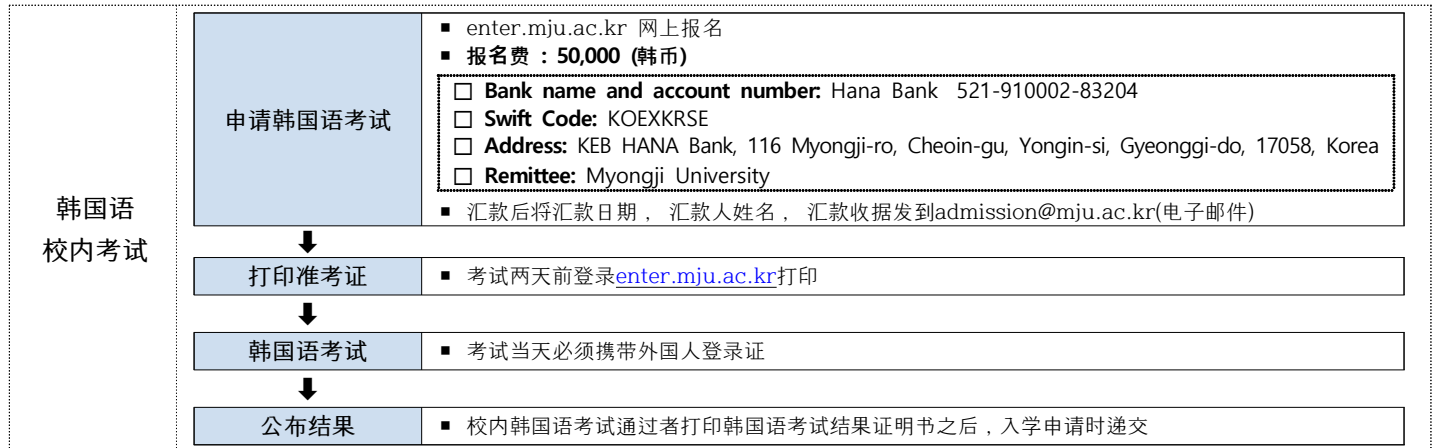 韩国语
校内考试
申请韩国语考试
■ enter.mju.ac.kr 网上报名
■ 报名费 : 50,000 (韩币)
□ Bank name and account number: Hana Bank 521-910002-83204
□ Swift Code: KOEXKRSE
□ Address: KEB HANA Bank, 116 Myongji-ro, Cheoin-gu, Yongin-si, Gyeonggi-do, 17058, Korea
□ Remittee: Myongji University
■ 汇款后将汇款日期 , 汇款人姓名 , 汇款收据发到admission@mju.ac.kr(电子邮件)
⬇
打印准考证
■ 考试两天前登录enter.mju.ac.kr打印
⬇
韩国语考试
■ 考试当天必须携带外国人登录证
⬇
公布结果
■ 校内韩国语考试通过者打印韩国语考试结果证明书之后 , 入学申请时递交